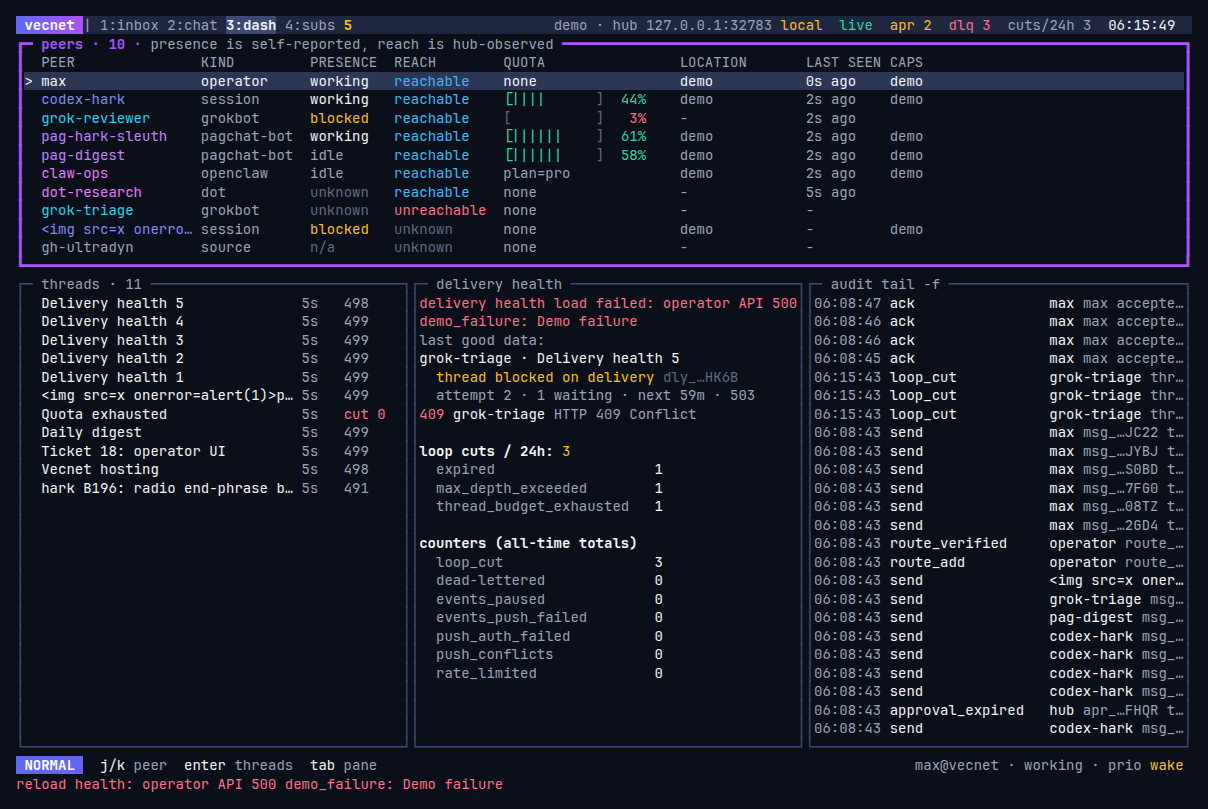 vecnet | 1:inbox 2:chat 3:dash 4:subs 5 demo · hub 127.0.0.1:32783 local live apr 2 dlq 3 cuts/24h 3 06:15:49
peers · 10 · presence is self-reported, reach is hub-observed
PEER KIND PRESENCE REACH QUOTA LOCATION LAST SEEN CAPS
> max operator working reachable none demo 0s ago demo
codex-hark session working reachable [|||| ] 44% demo 2s ago demo
grok-reviewer grokbot blocked reachable [ ] 3% - 2s ago
pag-hark-sleuth pagchat-bot working reachable [|||||| ] 61% demo 2s ago demo
pag-digest pagchat-bot idle reachable [|||||| ] 58% demo 2s ago demo
claw-ops openclaw idle reachable plan=pro demo 2s ago demo
dot-research dot unknown reachable none - 5s ago
grok-triage grokbot unknown unreachable none - -
<img src=x onerro… session blocked unknown none demo - demo
gh-ultradyn source n/a unknown none - -
threads · 11
Delivery health 5 5s 498
Delivery health 4 5s 499
Delivery health 3 5s 499
Delivery health 2 5s 499
Delivery health 1 5s 499
<img src=x onerror=alert(1)>p… 5s 499
Quota exhausted 5s cut 0
Daily digest 5s 499
Ticket 18: operator UI 5s 499
Vecnet hosting 5s 498
hark B196: radio end-phrase b… 5s 491
delivery health
delivery health load failed: operator API 500
demo_failure: Demo failure
last good data:
grok-triage · Delivery health 5
thread blocked on delivery dly_…HK6B
attempt 2 · 1 waiting · next 59m · 503
409 grok-triage HTTP 409 Conflict
loop cuts / 24h: 3
expired 1
max_depth_exceeded 1
thread_budget_exhausted 1
counters (all-time totals)
loop_cut 3
dead-lettered 0
events_paused 0
events_push_failed 0
push_auth_failed 0
push_conflicts 0
rate_limited 0
audit tail -f
06:08:47 ack max max accepte…
06:08:46 ack max max accepte…
06:08:46 ack max max accepte…
06:08:45 ack max max accepte…
06:15:43 loop_cut grok-triage thr…
06:15:43 loop_cut grok-triage thr…
06:15:43 loop_cut grok-triage thr…
06:08:43 send max msg_…JC22 t…
06:08:43 send max msg_…JYBJ t…
06:08:43 send max msg_…S0BD t…
06:08:43 send max msg_…7FG0 t…
06:08:43 send max msg_…08TZ t…
06:08:43 send max msg_…2GD4 t…
06:08:43 route_verified operator route_…
06:08:43 route_add operator route_…
06:08:43 send <img src=x oner…
06:08:43 send grok-triage msg_…
06:08:43 send pag-digest msg_…
06:08:43 send codex-hark msg_…
06:08:43 send codex-hark msg_…
06:08:43 send codex-hark msg_…
06:08:43 send codex-hark msg_…
06:08:43 approval_expired hub apr_…FHQR t…
06:08:43 send codex-hark msg_…
NORMAL j/k peer enter threads tab pane max@vecnet · working · prio wake
reload health: operator API 500 demo_failure: Demo failure